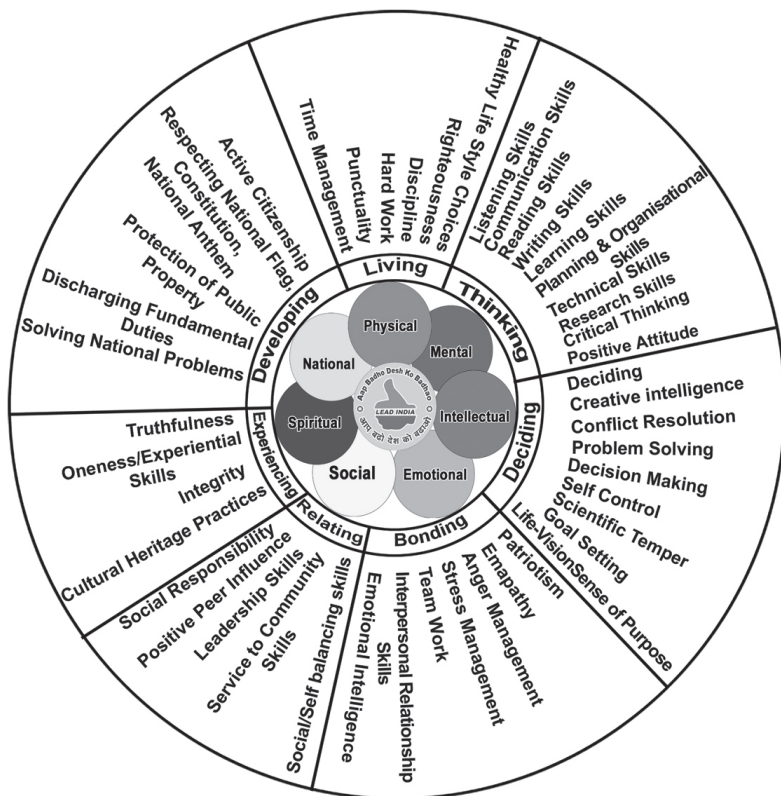 Time Management
Punctuality
Hard Work
Discipline
Righteousness
Healthy Life Style Choices
Listening Skills
Communication Skills
Reading Skills
Writing Skills
Learning Skills
Planning & Organisational
Skills
Technical Skills
Research Skills
Critical Thinking
Positive Attitude
Deciding
Creative intelligence
Conflict Resolution
Problem Solving
Decision Making
Self Control
Scientific Temper
Goal Setting
Life-VisionSense of Purpose
Patriotism
Emapathy
Anger Management
Stress Management
Team Work
Interpersonal Relationship
Skills
Emotional Intelligence
Social/Self balancing skills
Service to Community
Skills
Leadership Skills
Positive Peer Influence
Social Responsibility
Cultural Heritage Practices
Integrity
Oneness/Experiential
Skills
Truthfulness
Solving National Problems
Discharging Fundamental
Duties
Protection of Public
Property
Respecting National Flag,
Constitution,
National Anthem
Active Citizenship
Living
Thinking
Deciding
Bonding
Relating
Experiencing
Developing
Physical
Mental
Intellectual
Emotional
Social
Spiritual
National
Aap Badho Desh Ko Badhao
LEAD INDIA
आप बढो देश को बढाओ